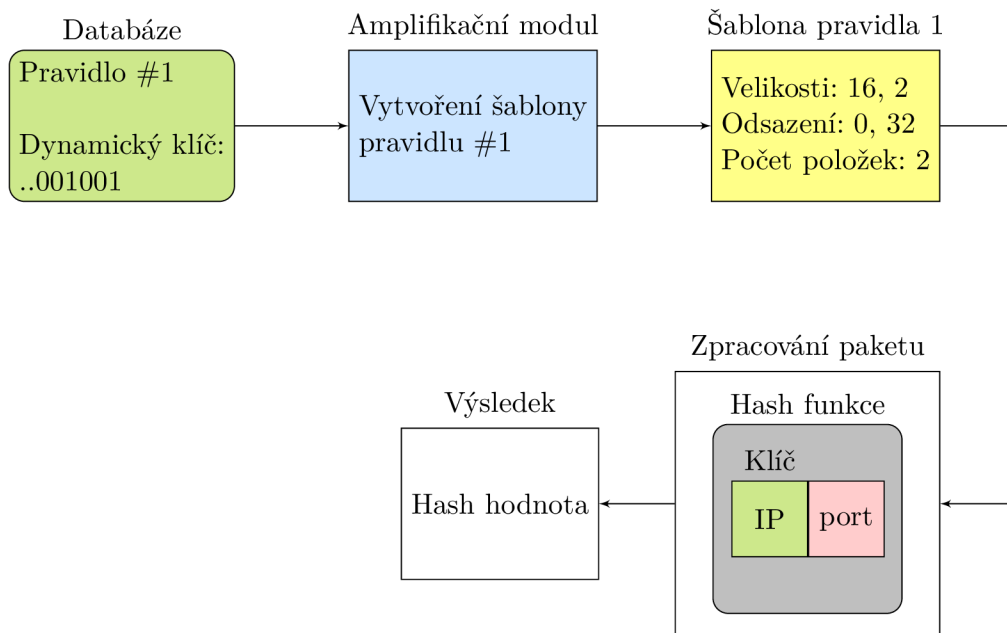 Databáze
Pravidlo #1
Dynamický klíč:
..001001
Amplifikační modul
Vytvoření šablony
pravidlu #1
Šablona pravidla 1
Velikosti: 16, 2
Odsazení: 0, 32
Počet položek: 2
Zpracování paketu
Hash funkce
Klíč
IP
port
Výsledek
Hash hodnota